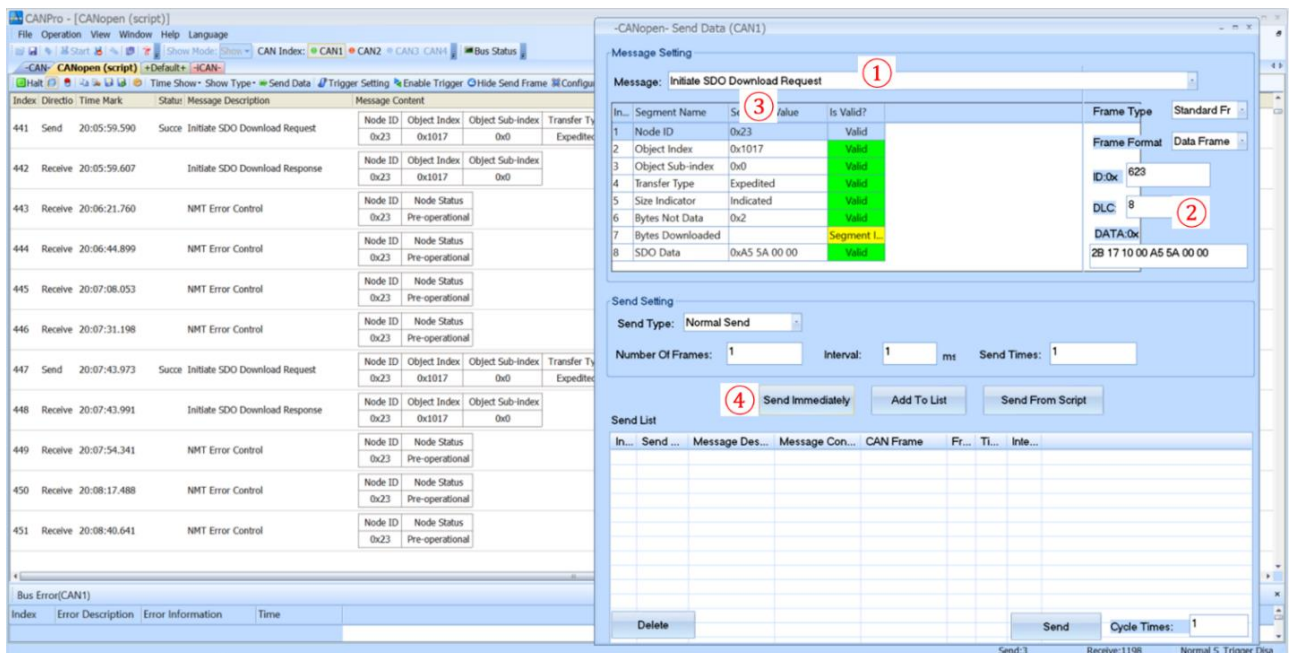 CANPro - [CANopen (script)]
File Operation View Window Help Language
Start Show Mode: Show CAN Index: CAN1 CAN2 CAN3 CAN4 Bus Status
-CAN- CANopen (script) +Default+ -iCAN-
Halt Time Show Show Type Send Data Trigger Setting Enable Trigger Hide Send Frame Configu
Index Directio Time Mark Status Message Description Message Content
Node ID Object Index Object Sub-index Transfer Ty
441 Send 20:05:59.590 Succe Initiate SDO Download Request
0x23 0x1017 0x0 Expedited
Node ID Object Index Object Sub-index
442 Receive 20:05:59.607 Initiate SDO Download Response
0x23 0x1017 0x0
Node ID Node Status
443 Receive 20:06:21.760 NMT Error Control
0x23 Pre-operational
Node ID Node Status
444 Receive 20:06:44.899 NMT Error Control
0x23 Pre-operational
Node ID Node Status
445 Receive 20:07:08.053 NMT Error Control
0x23 Pre-operational
Node ID Node Status
446 Receive 20:07:31.198 NMT Error Control
0x23 Pre-operational
Node ID Object Index Object Sub-index Transfer Ty
447 Send 20:07:43.973 Succe Initiate SDO Download Request
0x23 0x1017 0x0 Expedited
Node ID Object Index Object Sub-index
448 Receive 20:07:43.991 Initiate SDO Download Response
0x23 0x1017 0x0
Node ID Node Status
449 Receive 20:07:54.341 NMT Error Control
0x23 Pre-operational
Node ID Node Status
450 Receive 20:08:17.488 NMT Error Control
0x23 Pre-operational
Node ID Node Status
451 Receive 20:08:40.641 NMT Error Control
0x23 Pre-operational
Bus Error(CAN1)
Index Error Description Error Information Time
-CANopen- Send Data (CAN1)
Message Setting
Message: Initiate SDO Download Request ①
③
In... Segment Name Se Value Is Valid?
1 Node ID 0x23 Valid
2 Object Index 0x1017 Valid
3 Object Sub-index 0x0 Valid
4 Transfer Type Expedited Valid
5 Size Indicator Indicated Valid
6 Bytes Not Data 0x2 Valid
7 Bytes Downloaded Segment I...
8 SDO Data 0xA5 5A 00 00 Valid
Frame Type Standard Fr
Frame Format Data Frame
ID:0x 623
DLC: 8 ②
DATA:0x
2B 17 10 00 A5 5A 00 00
Send Setting
Send Type: Normal Send
Number Of Frames: 1 Interval: 1 ms Send Times: 1
④ Send Immediately Add To List Send From Script
Send List
In... Send ... Message Des... Message Con... CAN Frame Fr... Ti... Inte...
Delete Send Cycle Times: 1
Send:3 Receive:1198 Normal S Trigger Disa